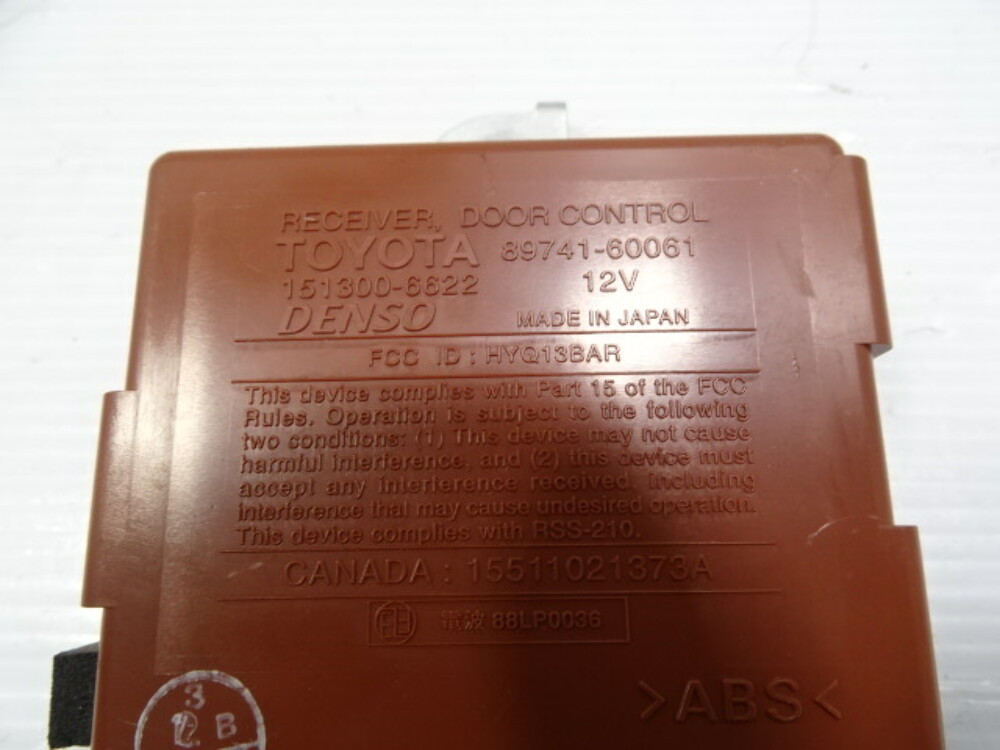 RECEIVER, DOOR CONTROL
TOYOTA 89741-60061
151300-6622 12V
DENSO MADE IN JAPAN
FCC ID : HYQ13BAR
This device complies with Part 15 of the FCC
Rules. Operation is subject to the following
two conditions: (1) This device may not cause
harmful interference, and (2) this device must
accept any interference received, including
interference that may cause undesired operation.
This device complies with RSS-210.
CANADA : 15511021373A
電波 88LP0036
>ABS<
3
B